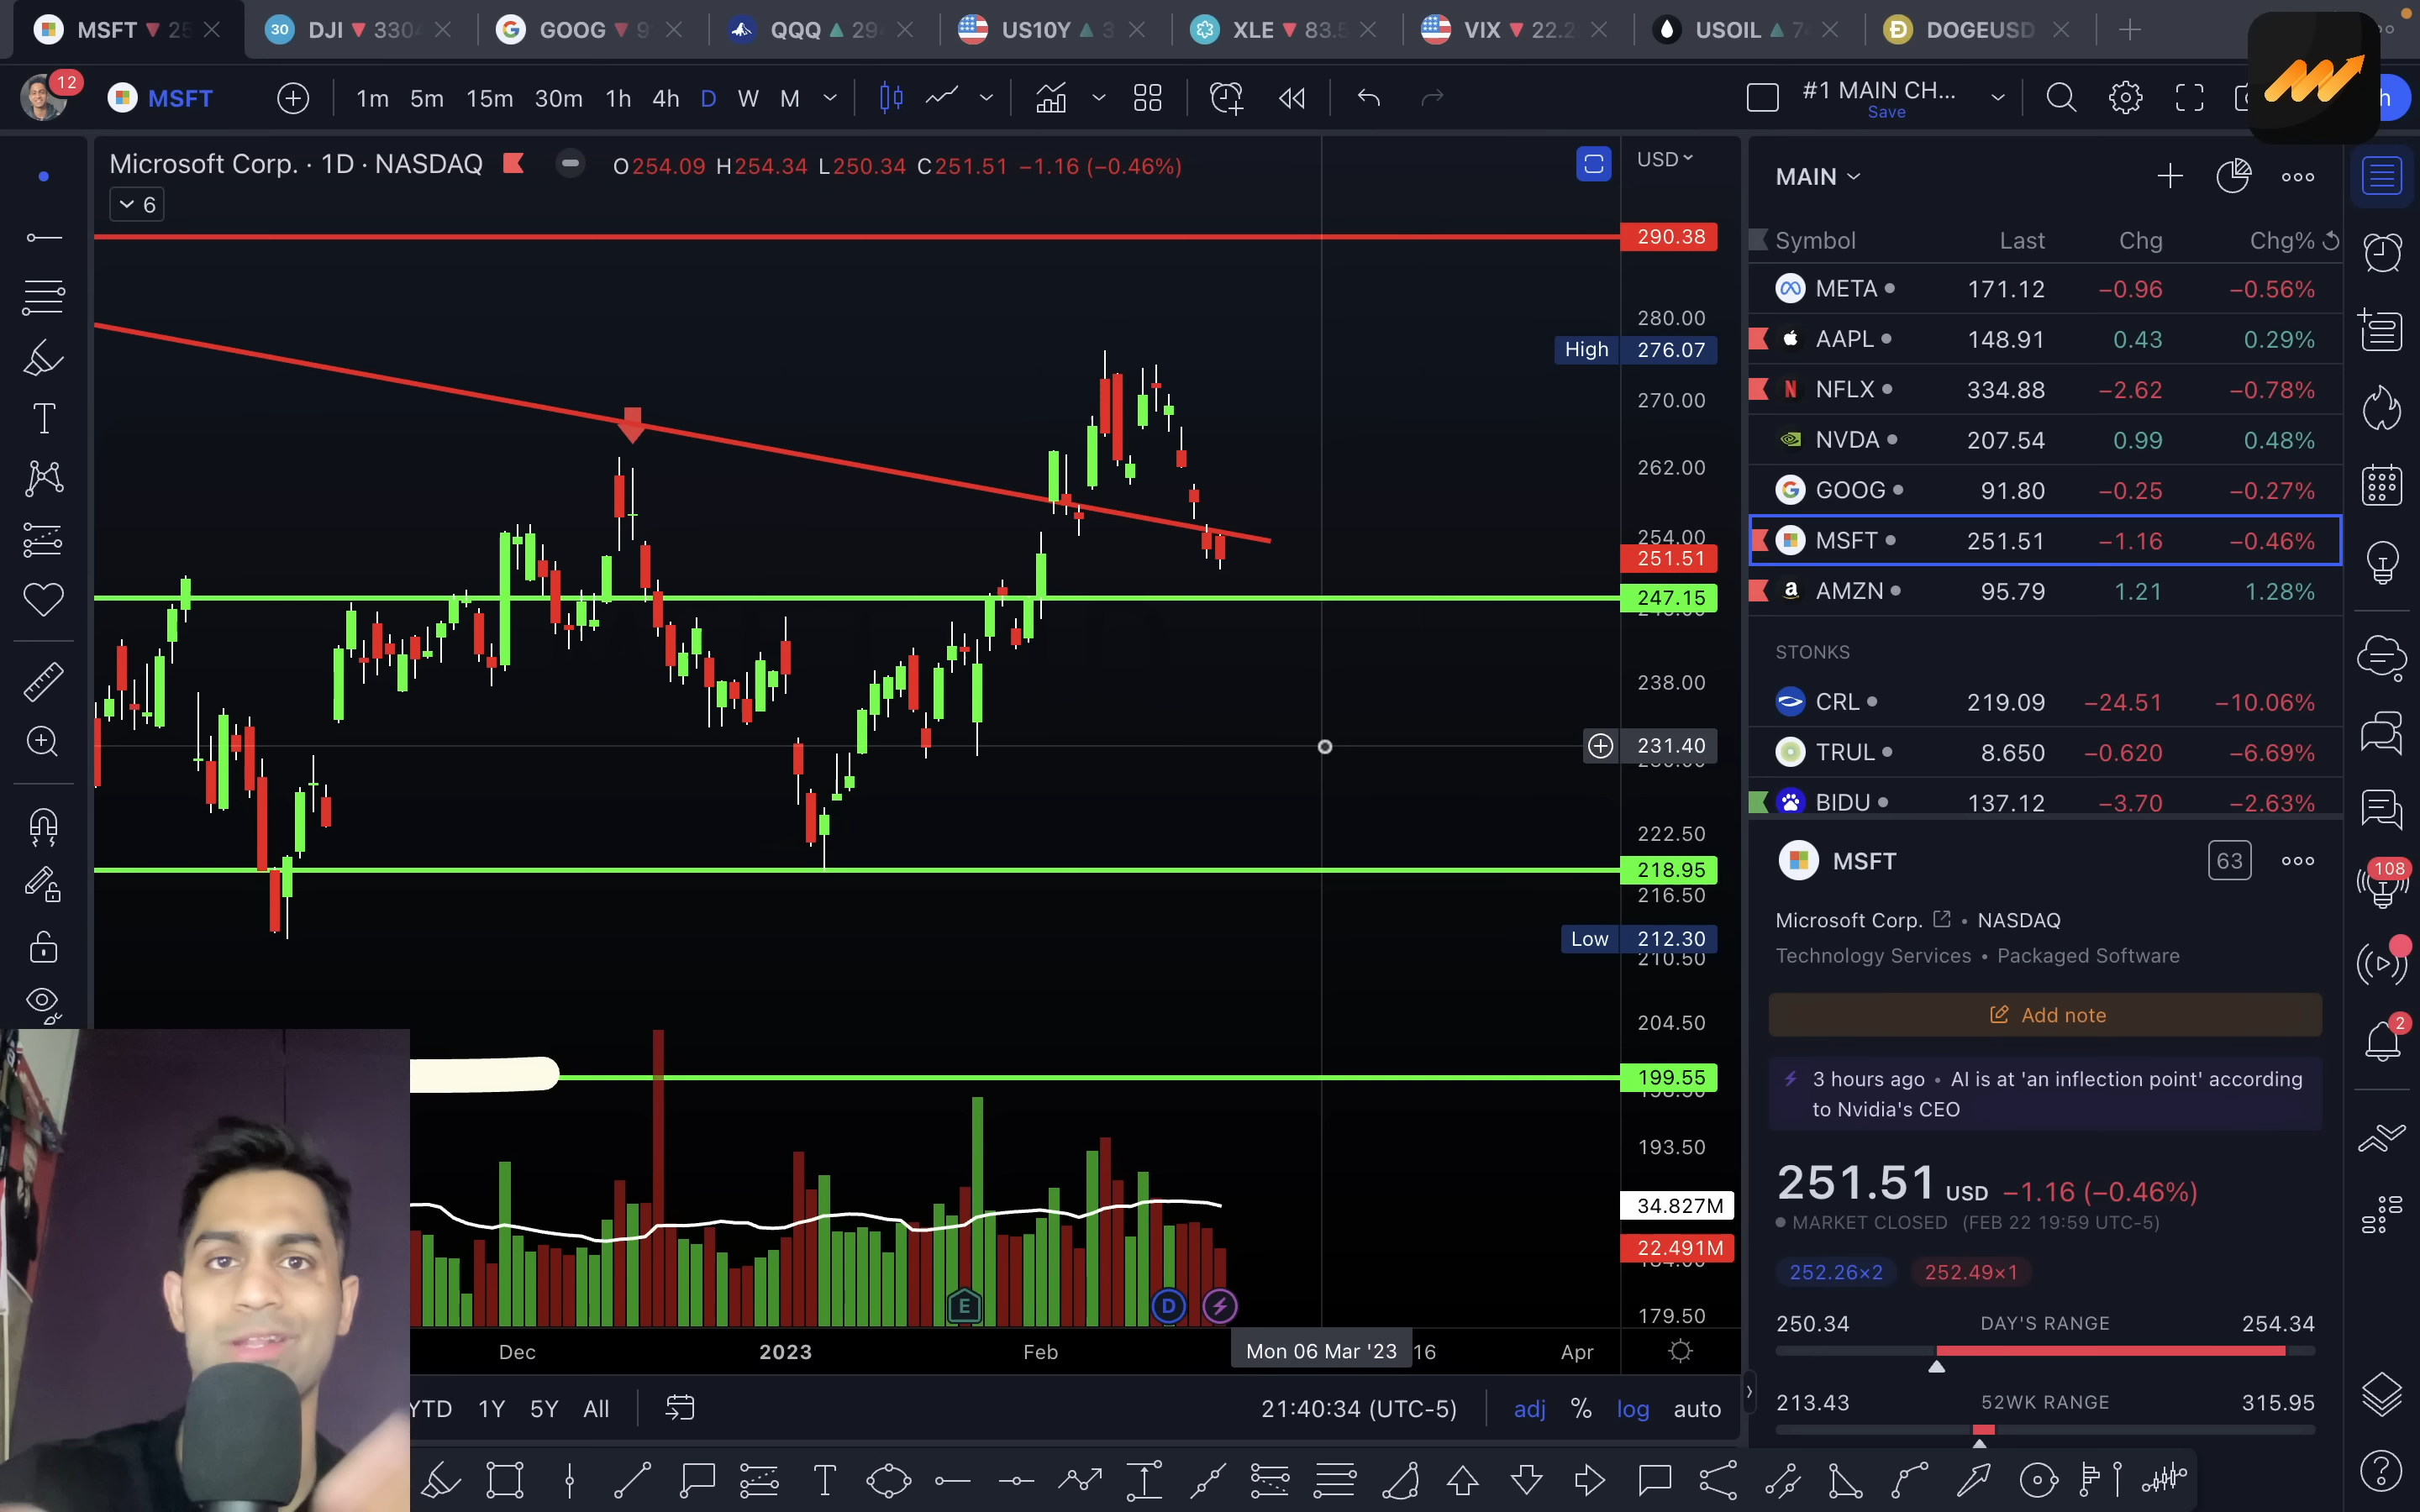 MSFT
DJI 330
GOOG 9
QQQ 29
US10Y 3
XLE 83.5
VIX 22.2
USOIL 7
DOGEUSD
12
MSFT 1m 5m 15m 30m 1h 4h D W M
#1 MAIN CH...
Save
Microsoft Corp. · 1D · NASDAQ O254.09 H254.34 L250.34 C251.51 −1.16 (−0.46%)
6
USD
290.38
280.00
High 276.07
270.00
262.00
254.00
251.51
247.15
238.00
231.40
222.50
218.95
216.50
Low 212.30
210.50
204.50
199.55
193.50
34.827M
22.491M
179.50
E D
Dec 2023 Feb Mon 06 Mar '23 16 Apr
YTD 1Y 5Y All 21:40:34 (UTC-5) adj % log auto
MAIN
Symbol Last Chg Chg%
META 171.12 −0.96 −0.56%
AAPL 148.91 0.43 0.29%
NFLX 334.88 −2.62 −0.78%
NVDA 207.54 0.99 0.48%
GOOG 91.80 −0.25 −0.27%
MSFT 251.51 −1.16 −0.46%
AMZN 95.79 1.21 1.28%
STONKS
CRL 219.09 −24.51 −10.06%
TRUL 8.650 −0.620 −6.69%
BIDU 137.12 −3.70 −2.63%
MSFT 63
Microsoft Corp. • NASDAQ
Technology Services • Packaged Software
Add note
3 hours ago • AI is at 'an inflection point' according
to Nvidia's CEO
251.51 USD −1.16 (−0.46%)
MARKET CLOSED (FEB 22 19:59 UTC-5)
252.26×2 252.49×1
250.34 DAY'S RANGE 254.34
213.43 52WK RANGE 315.95
108
2